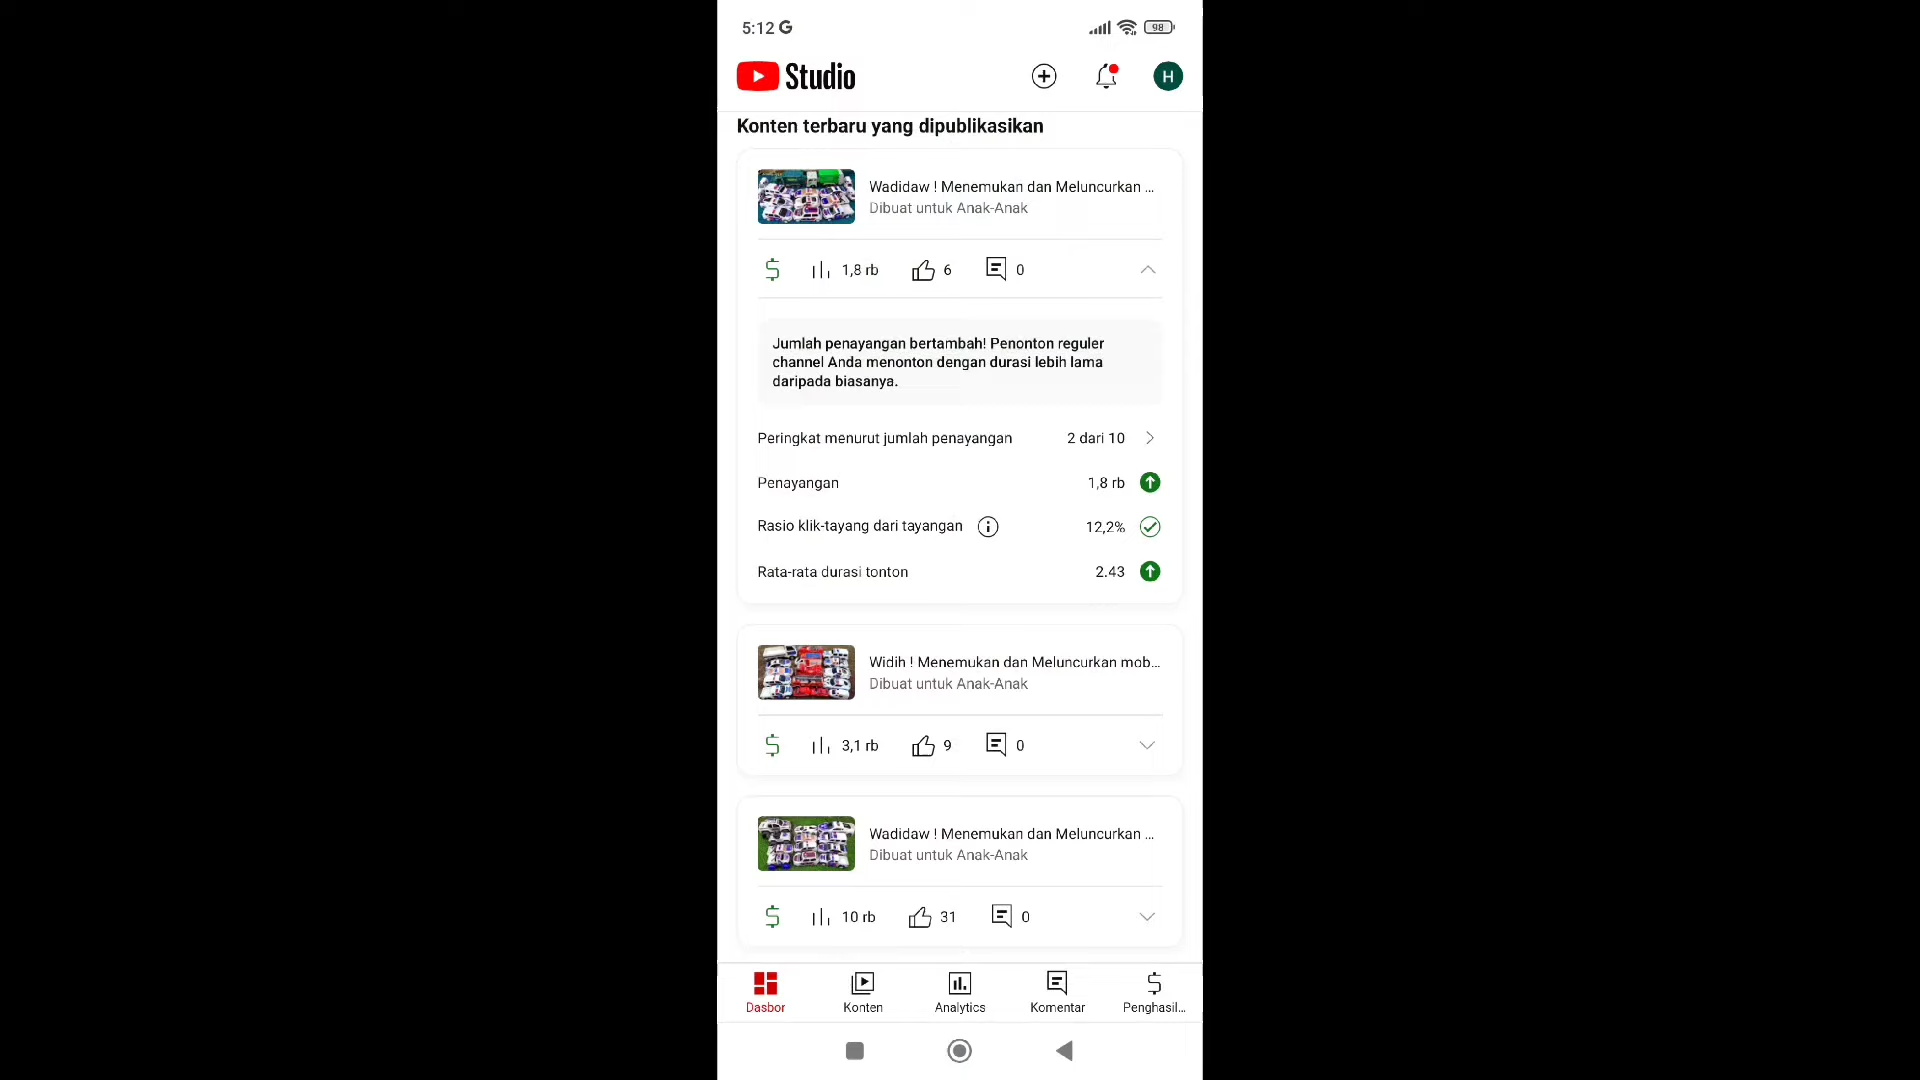 5:12 G
98
Studio
H
Konten terbaru yang dipublikasikan
Wadidaw ! Menemukan dan Meluncurkan ...
Dibuat untuk Anak-Anak
1,8 rb
6
0
Jumlah penayangan bertambah! Penonton reguler
channel Anda menonton dengan durasi lebih lama
daripada biasanya.
Peringkat menurut jumlah penayangan 2 dari 10
Penayangan 1,8 rb
Rasio klik-tayang dari tayangan 12,2%
Rata-rata durasi tonton 2.43
Widih ! Menemukan dan Meluncurkan mob...
Dibuat untuk Anak-Anak
3,1 rb
9
0
Wadidaw ! Menemukan dan Meluncurkan ...
Dibuat untuk Anak-Anak
10 rb
31
0
Dasbor
Konten
Analytics
Komentar
Penghasil...